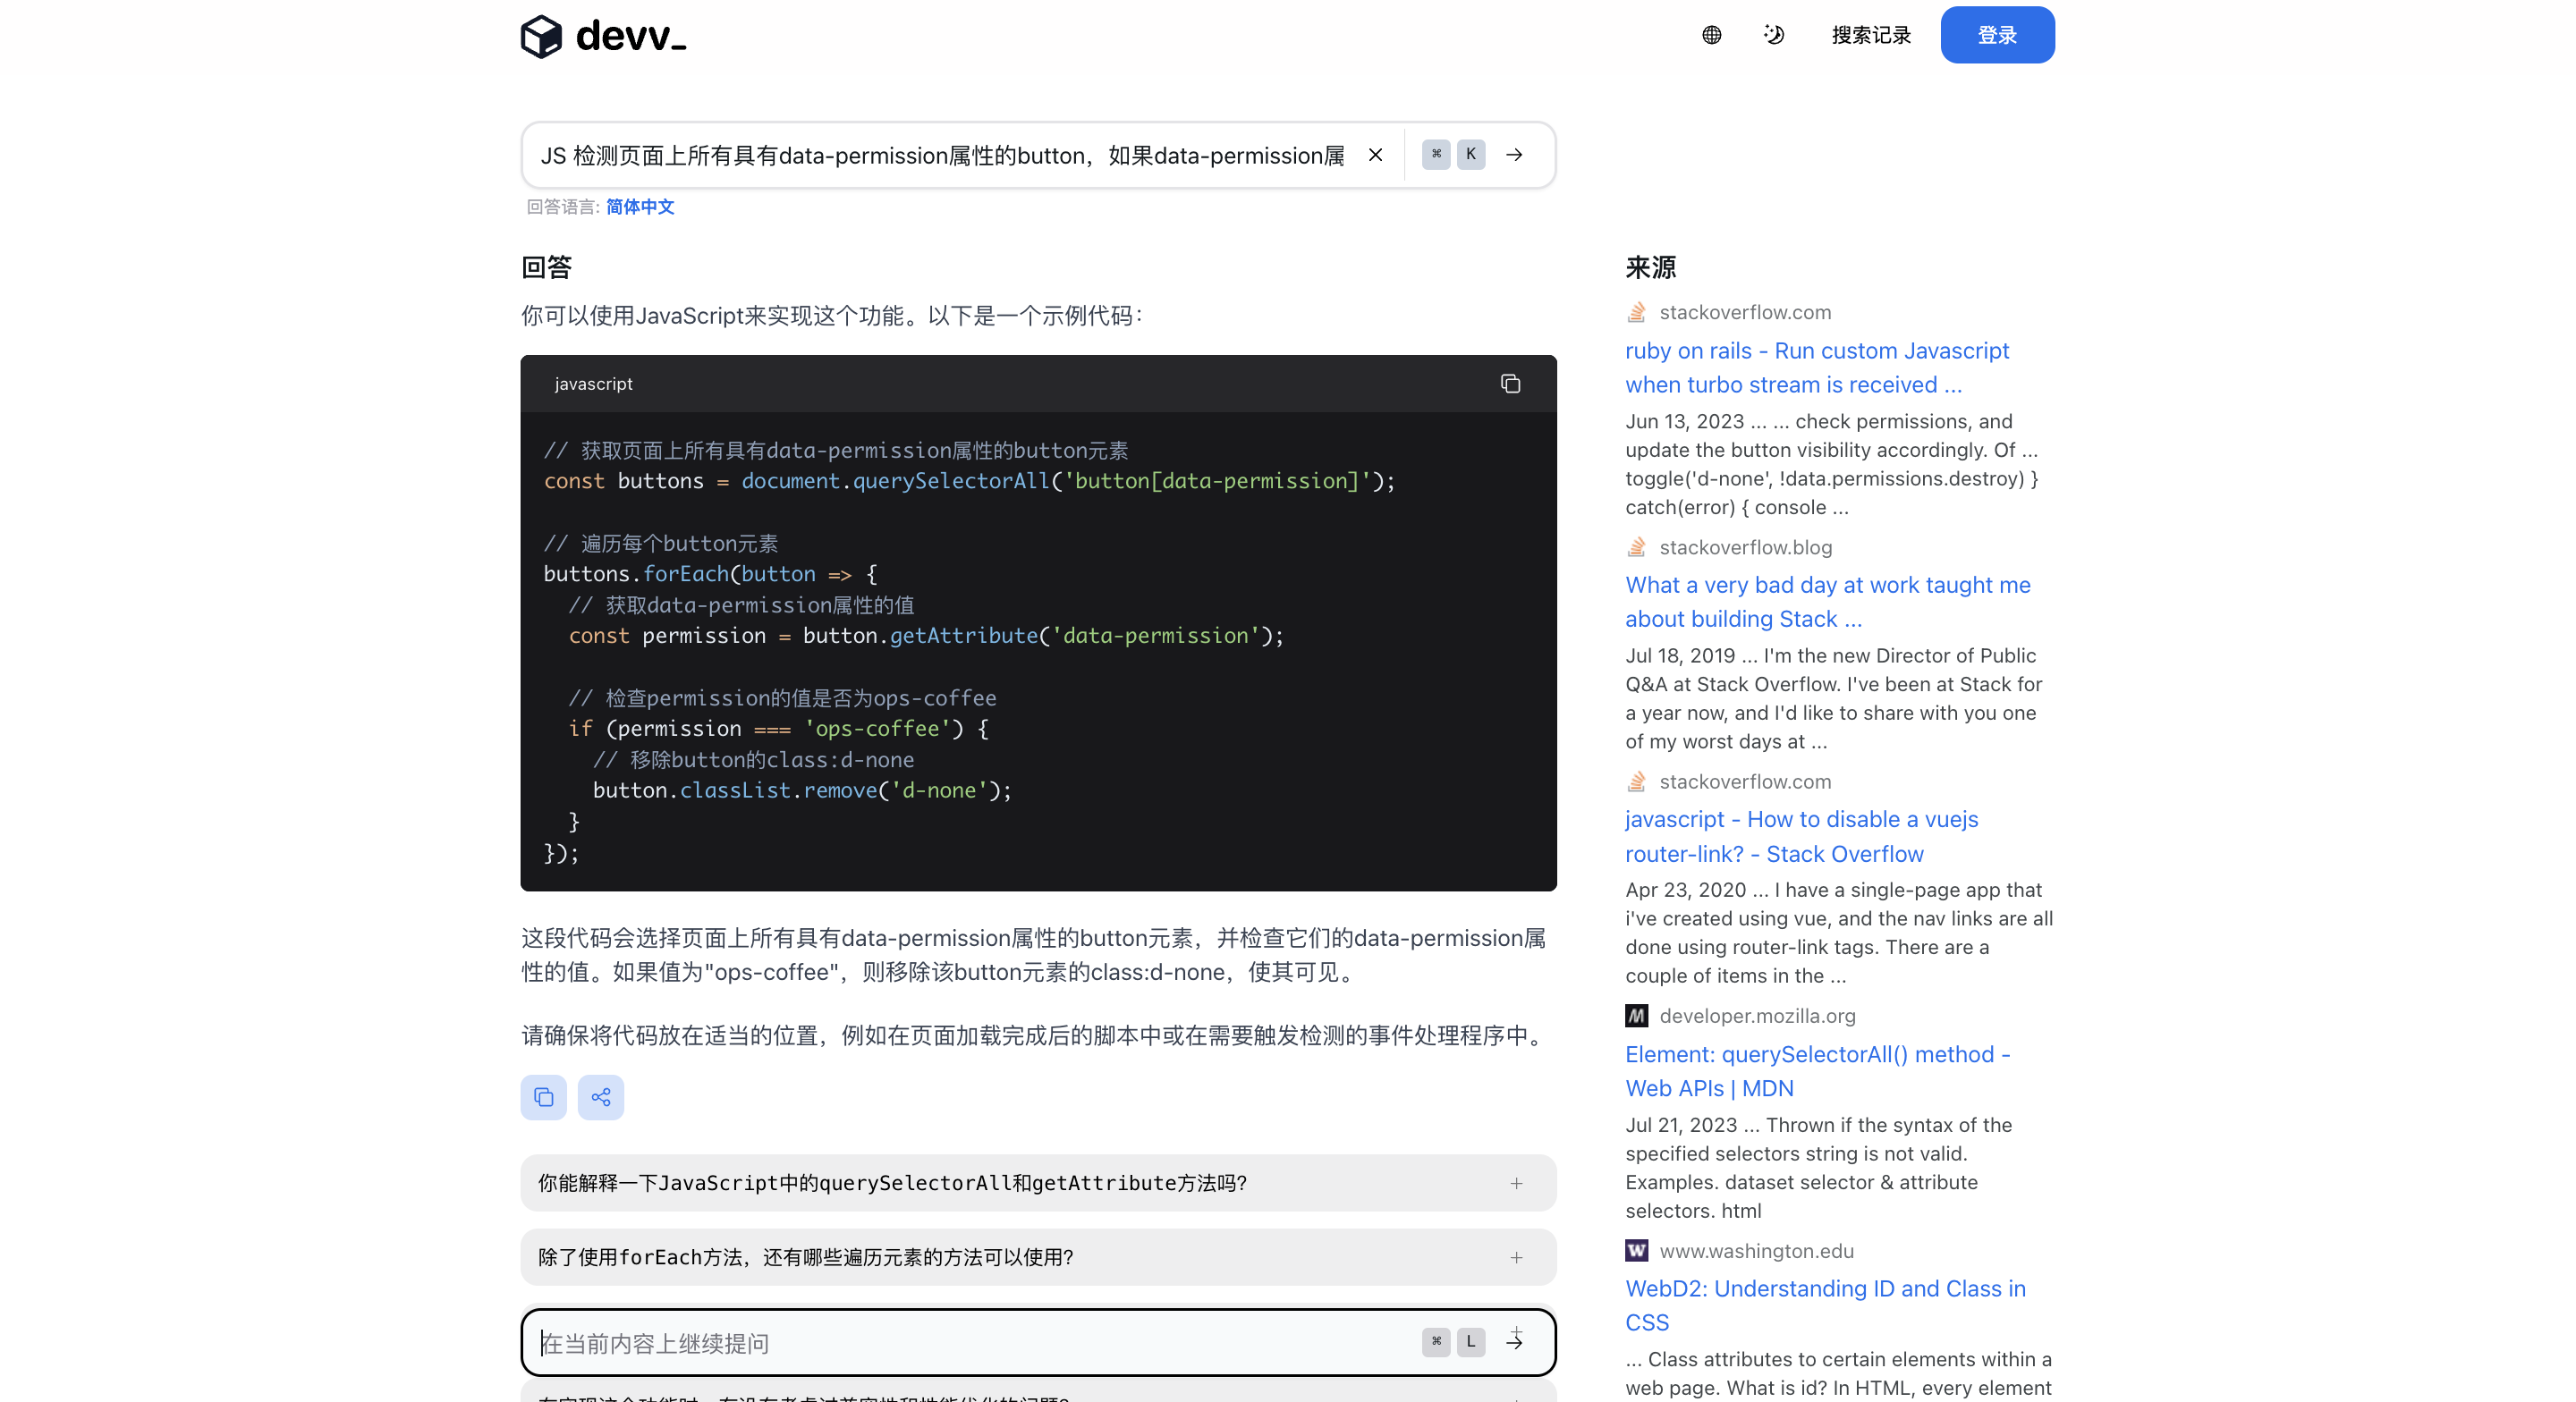 devv_
搜索记录
登录
JS 检测页面上所有具有data-permission属性的button，如果data-permission属
⌘ K
回答语言: 简体中文
回答
你可以使用JavaScript来实现这个功能。以下是一个示例代码：
javascript
// 获取页面上所有具有data-permission属性的button元素
const buttons = document.querySelectorAll('button[data-permission]');
// 遍历每个button元素
buttons.forEach(button => {
// 获取data-permission属性的值
const permission = button.getAttribute('data-permission');
// 检查permission的值是否为ops-coffee
if (permission === 'ops-coffee') {
// 移除button的class:d-none
button.classList.remove('d-none');
}
});
这段代码会选择页面上所有具有data-permission属性的button元素，并检查它们的data-permission属
性的值。如果值为"ops-coffee"，则移除该button元素的class:d-none，使其可见。
请确保将代码放在适当的位置，例如在页面加载完成后的脚本中或在需要触发检测的事件处理程序中。
你能解释一下JavaScript中的querySelectorAll和getAttribute方法吗?
除了使用forEach方法，还有哪些遍历元素的方法可以使用?
在当前内容上继续提问
⌘ L
来源
stackoverflow.com
ruby on rails - Run custom Javascript
when turbo stream is received ...
Jun 13, 2023 ... ... check permissions, and
update the button visibility accordingly. Of ...
toggle('d-none', !data.permissions.destroy) }
catch(error) { console ...
stackoverflow.blog
What a very bad day at work taught me
about building Stack ...
Jul 18, 2019 ... I'm the new Director of Public
Q&A at Stack Overflow. I've been at Stack for
a year now, and I'd like to share with you one
of my worst days at ...
stackoverflow.com
javascript - How to disable a vuejs
router-link? - Stack Overflow
Apr 23, 2020 ... I have a single-page app that
i've created using vue, and the nav links are all
done using router-link tags. There are a
couple of items in the ...
developer.mozilla.org
Element: querySelectorAll() method -
Web APIs | MDN
Jul 21, 2023 ... Thrown if the syntax of the
specified selectors string is not valid.
Examples. dataset selector & attribute
selectors. html
www.washington.edu
WebD2: Understanding ID and Class in
CSS
... Class attributes to certain elements within a
web page. What is id? In HTML, every element